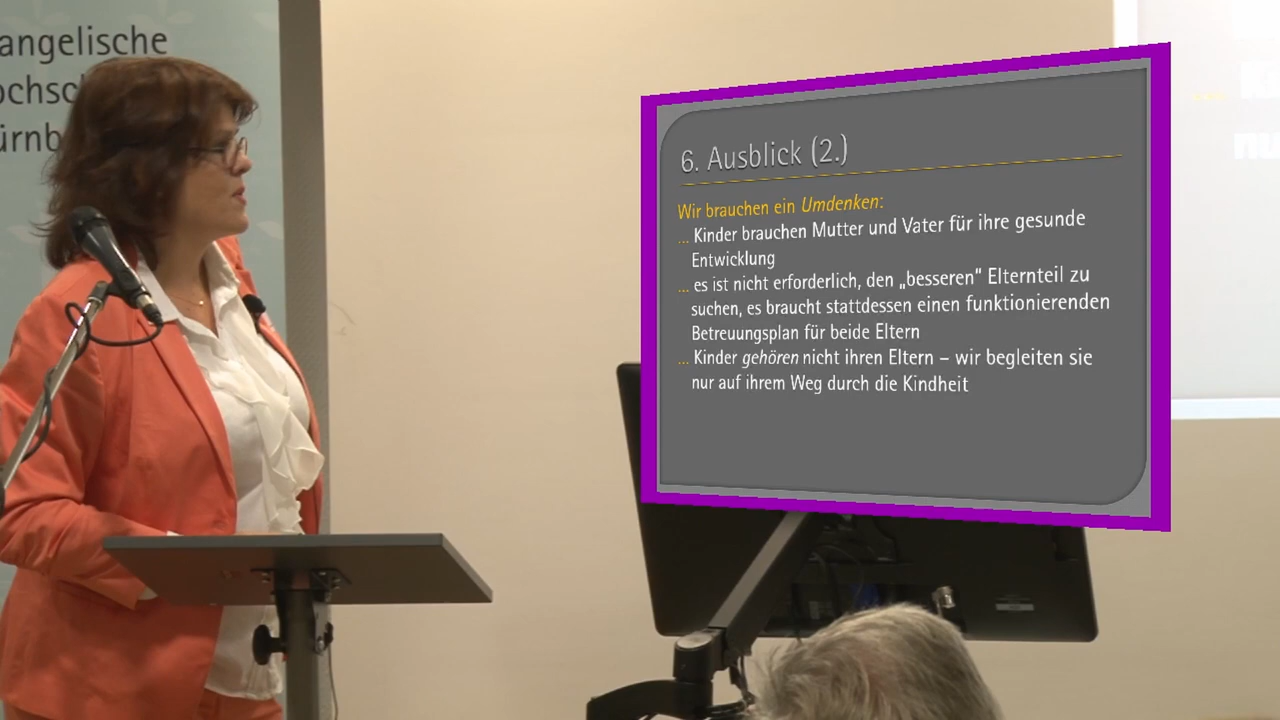 angelische
6. Ausblick (2.)
Wir brauchen ein Umdenken:
... Kinder brauchen Mutter und Vater für ihre gesunde
Entwicklung
... es ist nicht erforderlich, den „besseren“ Elternteil zu
suchen, es braucht stattdessen einen funktionierenden
Betreuungsplan für beide Eltern
... Kinder gehören nicht ihren Eltern – wir begleiten sie
nur auf ihrem Weg durch die Kindheit